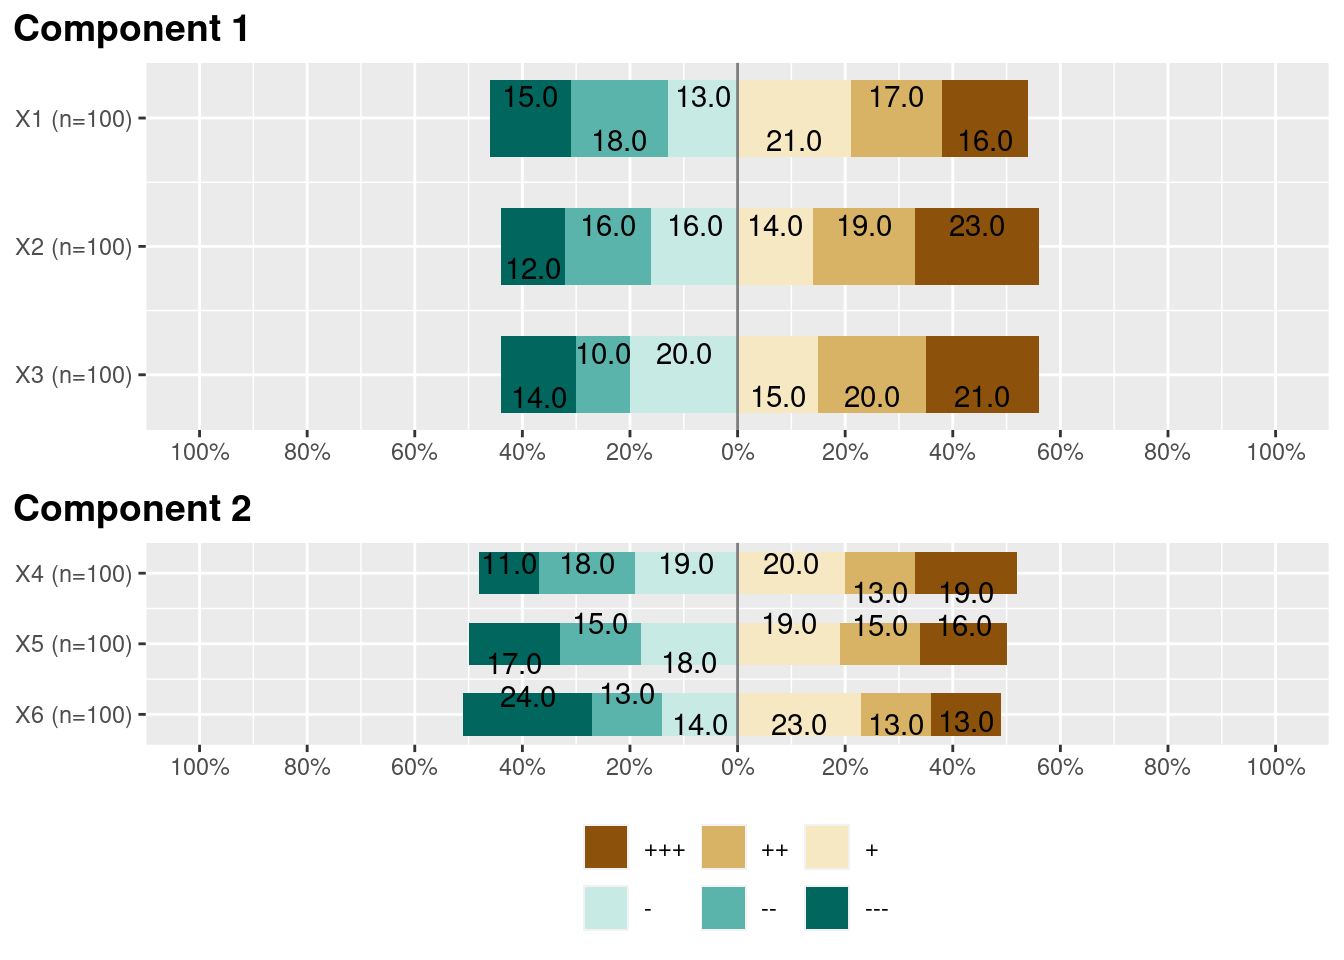 Component 1
15.0 13.0 17.0
X1 (n=100)
18.0 21.0 16.0
16.0 16.0 14.0 19.0 23.0
X2 (n=100)
12.0
10.0 20.0
X3 (n=100)
14.0 15.0 20.0 21.0
100% 80% 60% 40% 20% 0% 20% 40% 60% 80% 100%
Component 2
11.0 18.0 19.0 20.0
X4 (n=100)
13.0 19.0
15.0 19.0 15.0 16.0
X5 (n=100)
17.0 18.0
24.0 13.0
X6 (n=100)
14.0 23.0 13.0 13.0
100% 80% 60% 40% 20% 0% 20% 40% 60% 80% 100%
+++ ++ +
- -- ---